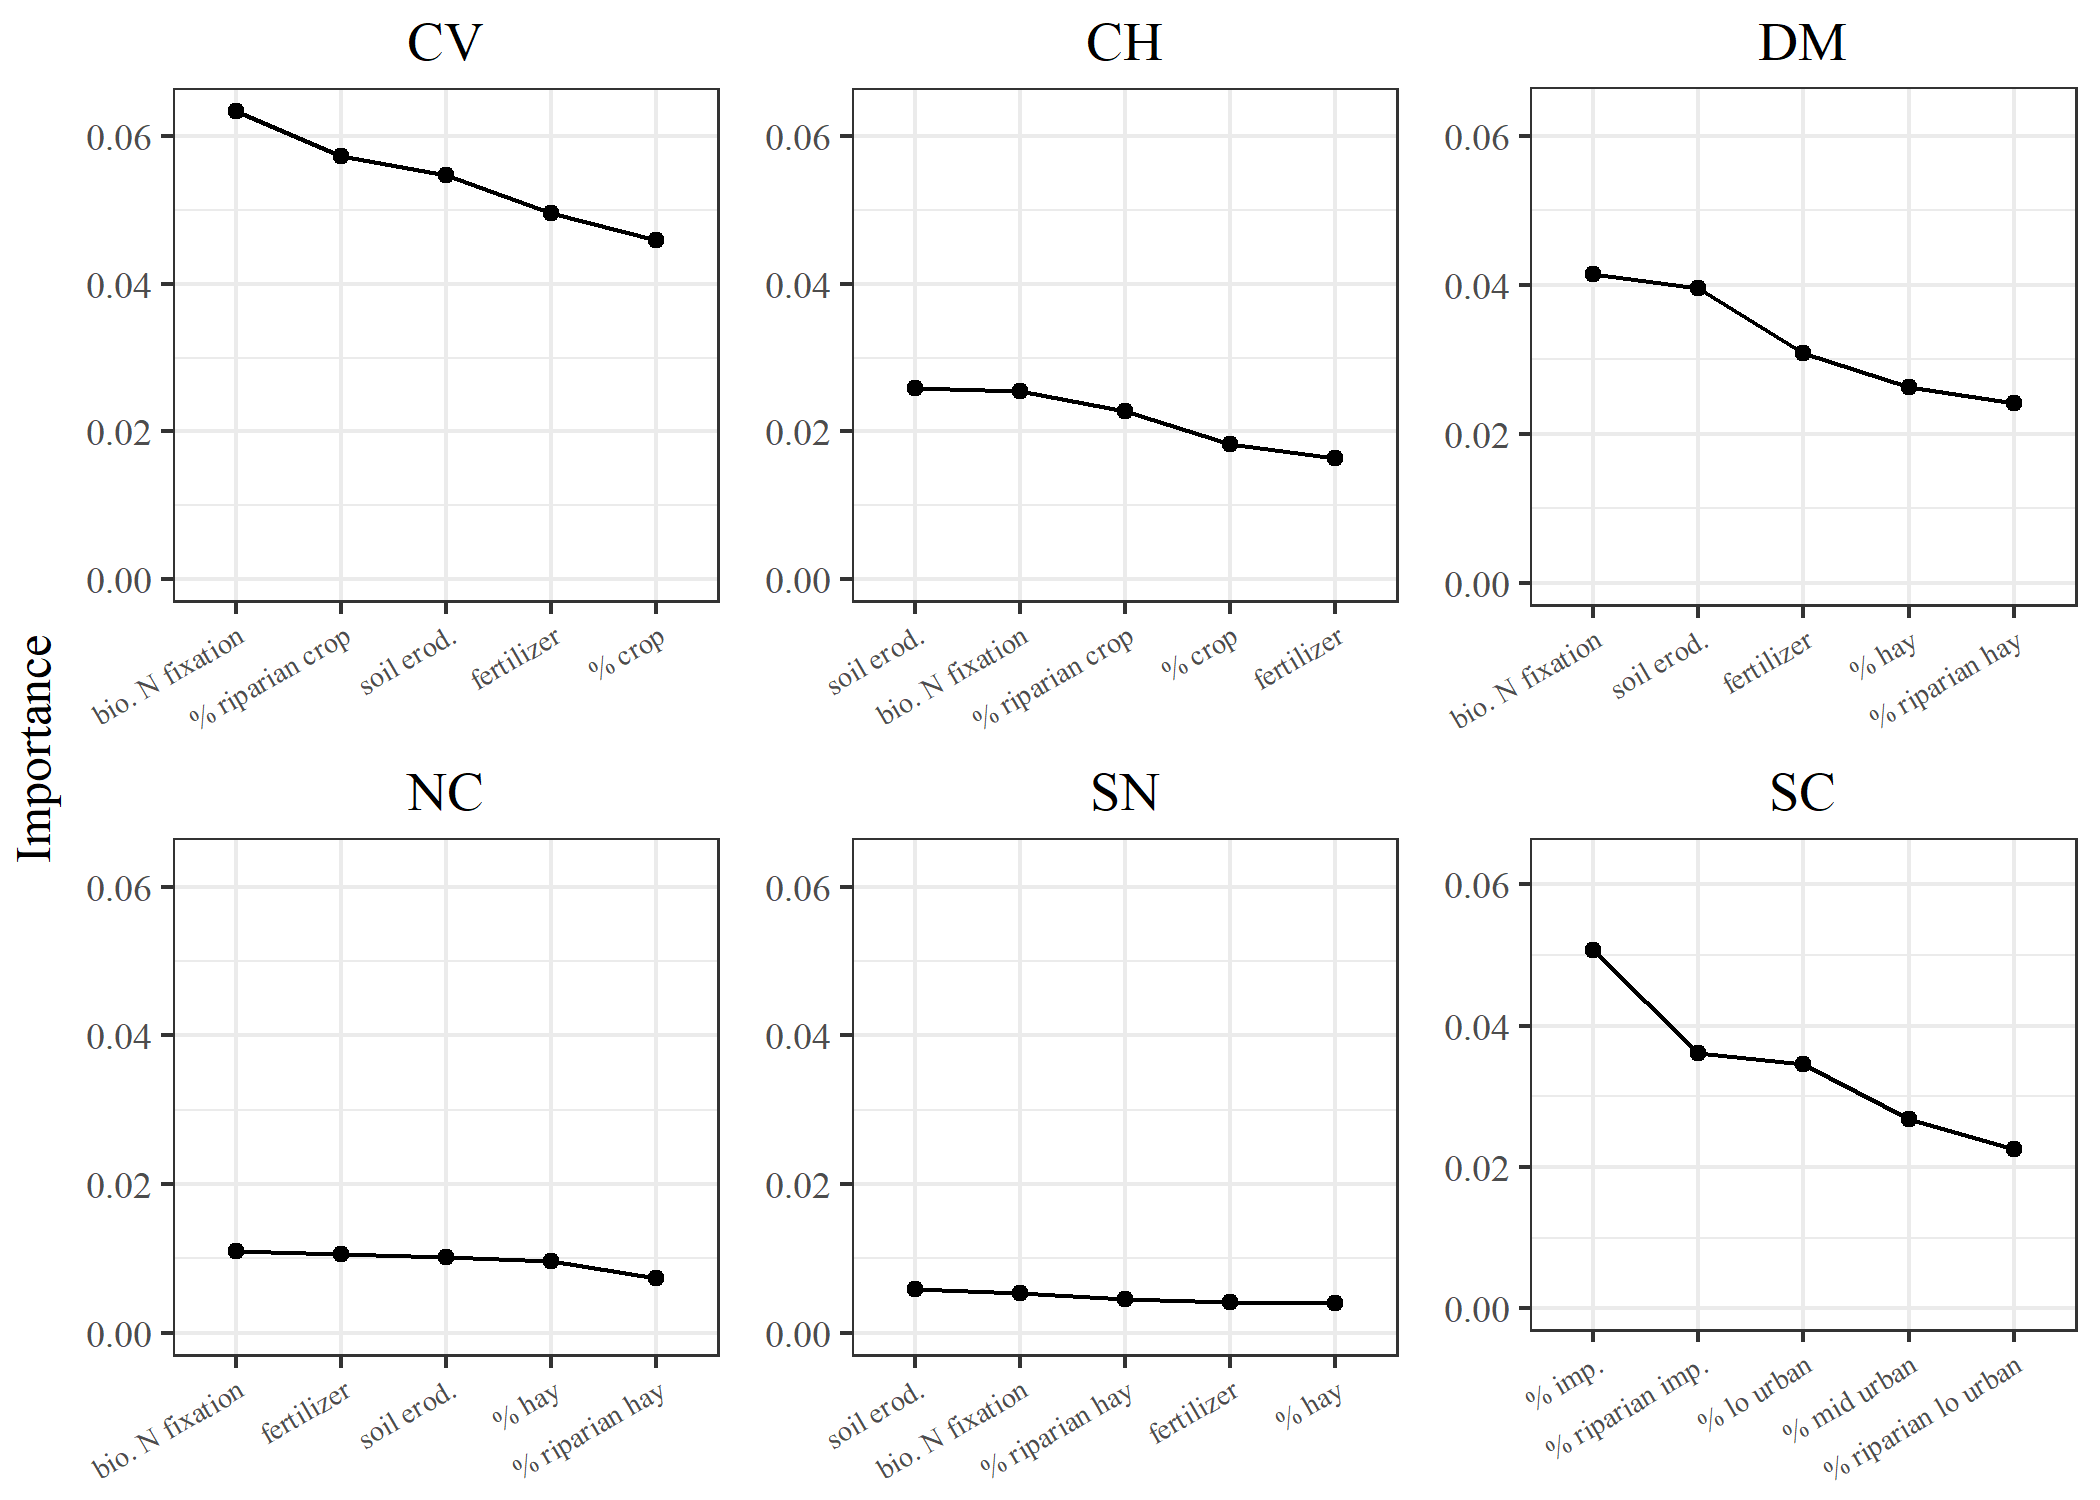 CV
CH
DM
0.06
0.04
0.02
0.00
bio. N fixation
% riparian crop
soil erod.
fertilizer
% crop
0.06
0.04
0.02
0.00
soil erod.
bio. N fixation
% riparian crop
% crop
fertilizer
0.06
0.04
0.02
0.00
bio. N fixation
soil erod.
fertilizer
% hay
% riparian hay
Importance
NC
SN
SC
0.06
0.04
0.02
0.00
bio. N fixation
fertilizer
soil erod.
% hay
% riparian hay
0.06
0.04
0.02
0.00
soil erod.
bio. N fixation
% riparian hay
fertilizer
% hay
0.06
0.04
0.02
0.00
% imp.
% riparian imp.
% lo urban
% mid urban
% riparian lo urban